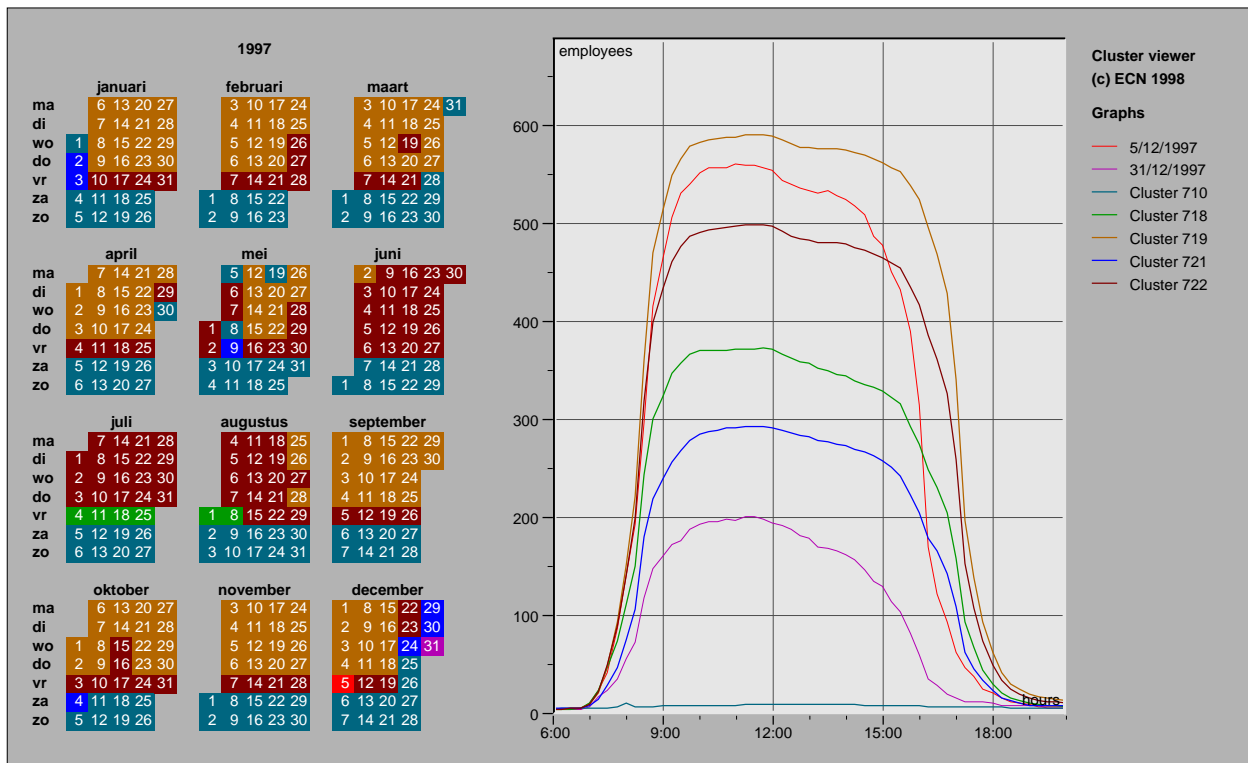 1997
januari februari maart
ma 6 13 20 27 3 10 17 24 3 10 17 24 31
di 7 14 21 28 4 11 18 25 4 11 18 25
wo 1 8 15 22 29 5 12 19 26 5 12 19 26
do 2 9 16 23 30 6 13 20 27 6 13 20 27
vr 3 10 17 24 31 7 14 21 28 7 14 21 28
za 4 11 18 25 1 8 15 22 1 8 15 22 29
zo 5 12 19 26 2 9 16 23 2 9 16 23 30
april mei juni
ma 7 14 21 28 5 12 19 26 2 9 16 23 30
di 1 8 15 22 29 6 13 20 27 3 10 17 24
wo 2 9 16 23 30 7 14 21 28 4 11 18 25
do 3 10 17 24 1 8 15 22 29 5 12 19 26
vr 4 11 18 25 2 9 16 23 30 6 13 20 27
za 5 12 19 26 3 10 17 24 31 7 14 21 28
zo 6 13 20 27 4 11 18 25 1 8 15 22 29
juli augustus september
ma 7 14 21 28 4 11 18 25 1 8 15 22 29
di 1 8 15 22 29 5 12 19 26 2 9 16 23 30
wo 2 9 16 23 30 6 13 20 27 3 10 17 24
do 3 10 17 24 31 7 14 21 28 4 11 18 25
vr 4 11 18 25 1 8 15 22 29 5 12 19 26
za 5 12 19 26 2 9 16 23 30 6 13 20 27
zo 6 13 20 27 3 10 17 24 31 7 14 21 28
oktober november december
ma 6 13 20 27 3 10 17 24 1 8 15 22 29
di 7 14 21 28 4 11 18 25 2 9 16 23 30
wo 1 8 15 22 29 5 12 19 26 3 10 17 24 31
do 2 9 16 23 30 6 13 20 27 4 11 18 25
vr 3 10 17 24 31 7 14 21 28 5 12 19 26
za 4 11 18 25 1 8 15 22 29 6 13 20 27
zo 5 12 19 26 2 9 16 23 30 7 14 21 28
employees
600
500
400
300
200
100
0
hours
6:00 9:00 12:00 15:00 18:00
Cluster viewer
(c) ECN 1998
Graphs
5/12/1997
31/12/1997
Cluster 710
Cluster 718
Cluster 719
Cluster 721
Cluster 722